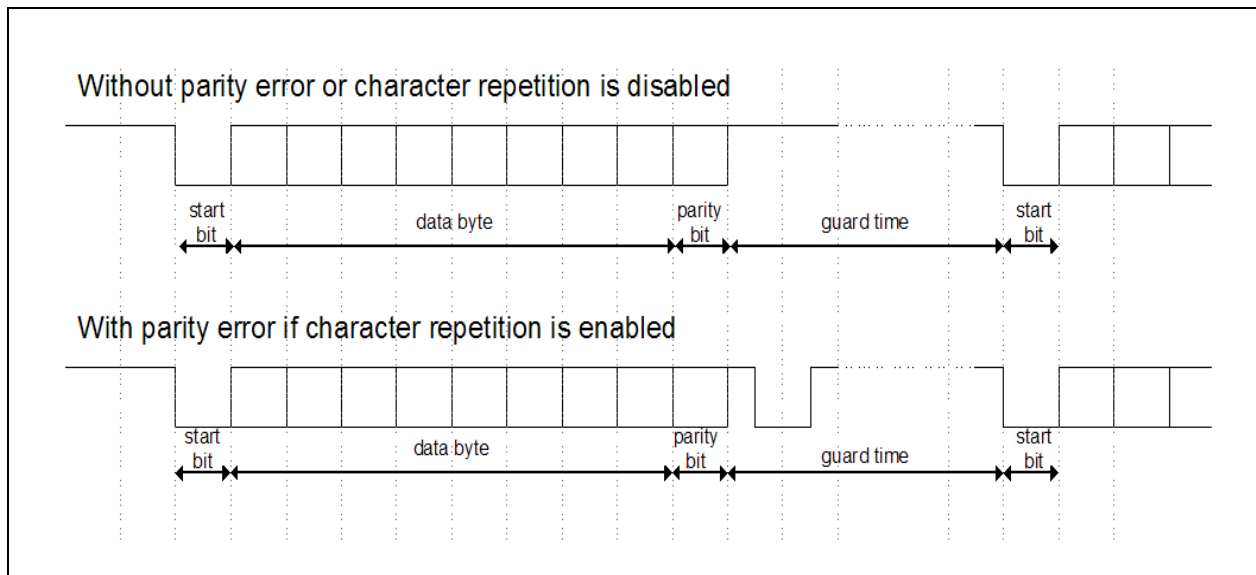 Without parity error or character repetition is disabled
start
bit
data byte
parity
bit
guard time
start
bit
With parity error if character repetition is enabled
start
bit
data byte
parity
bit
guard time
start
bit